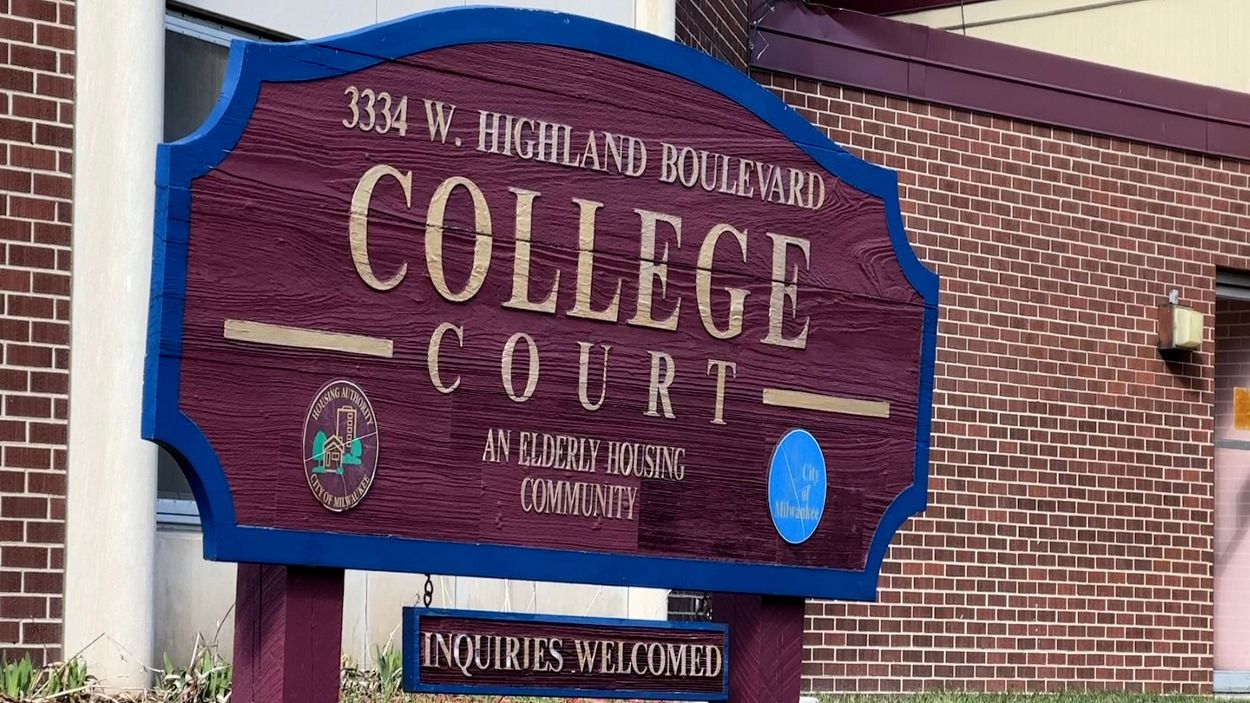 3334 W. HIGHLAND BOULEVARD
COLLEGE
COURT
AN ELDERLY HOUSING
COMMUNITY
HOUSING AUTHORITY
CITY OF MILWAUKEE
City
of
Milwaukee
INQUIRIES WELCOMED